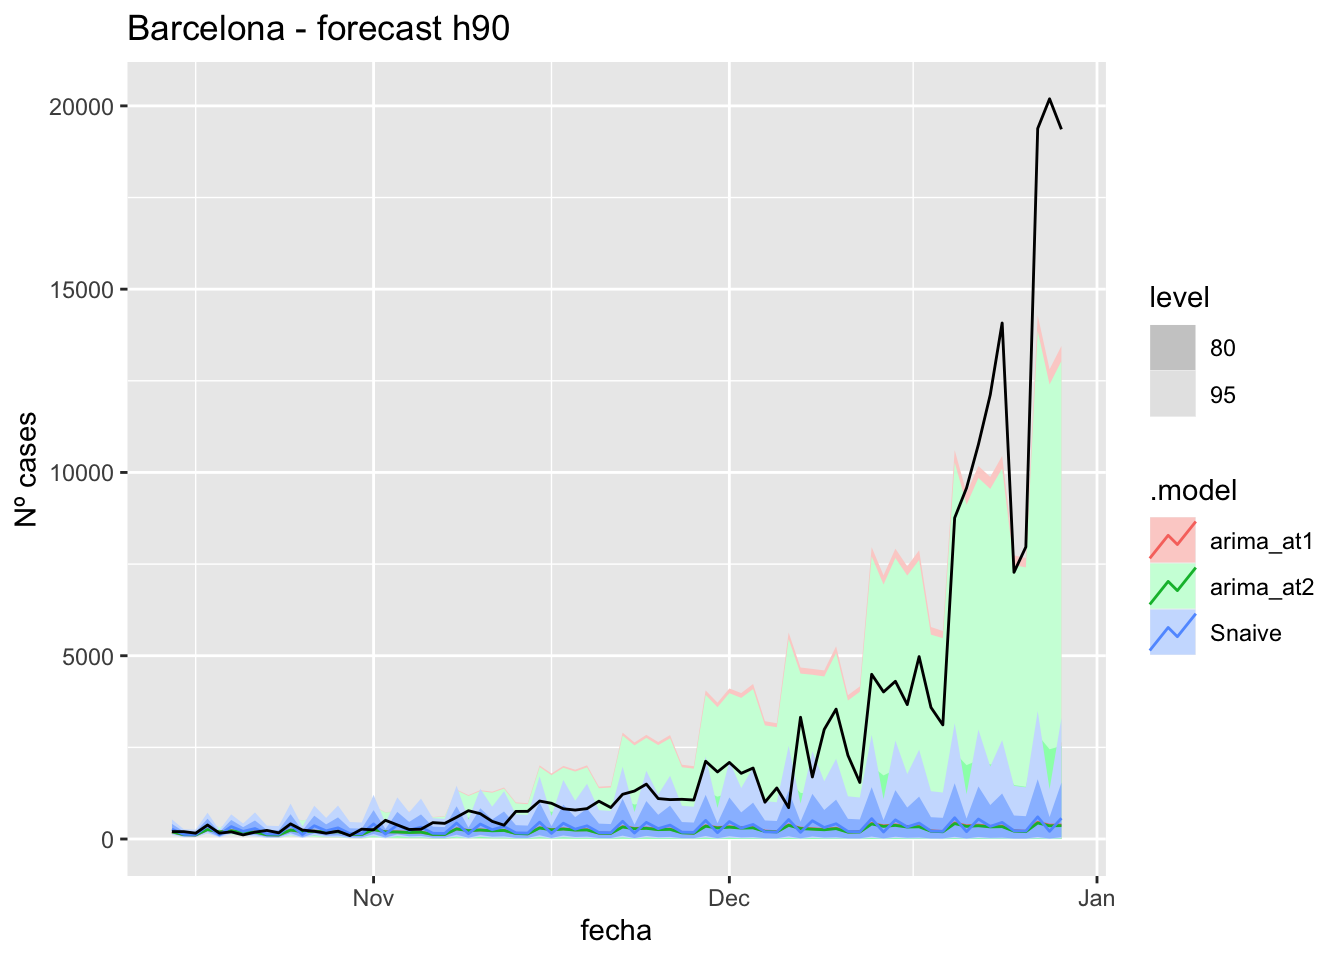 Barcelona - forecast h90
Nº cases
20000
15000
10000
5000
0
Nov
Dec
Jan
fecha
level
80
95
.model
arima_at1
arima_at2
Snaive